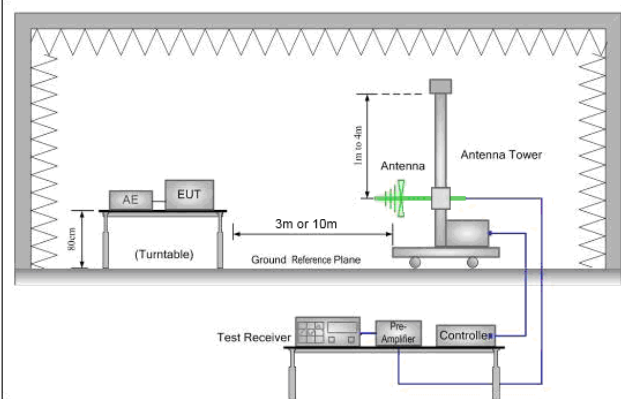 1m to 4m
Antenna
Antenna Tower
AE
EUT
80cm
(Turntable)
3m or 10m
Ground Reference Plane
Test Receiver
Pre-
Amplifier
Controller